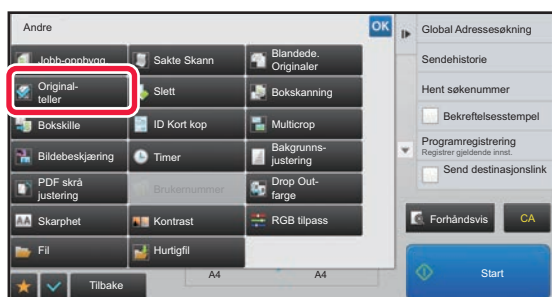 Andre
OK
Jobb-oppbygg
Sakte Skann
Blandede.
Originaler
Original-
teller
Slett
Bokskanning
Bokskille
ID Kort kop
Multicrop
Bildebeskjæring
Timer
Bakgrunns-
justering
PDF skrå
justering
Brukernummer
Drop Out-
farge
Skarphet
Kontrast
RGB tilpass
Fil
Hurtigfil
Tilbake
A4
A4
Global Adressesøkning
Sendehistorie
Hent søkenummer
Bekreftelsesstempel
Programregistrering
Registrer gjeldende innst.
Send destinasjonslink
Forhåndsvis
CA
Start